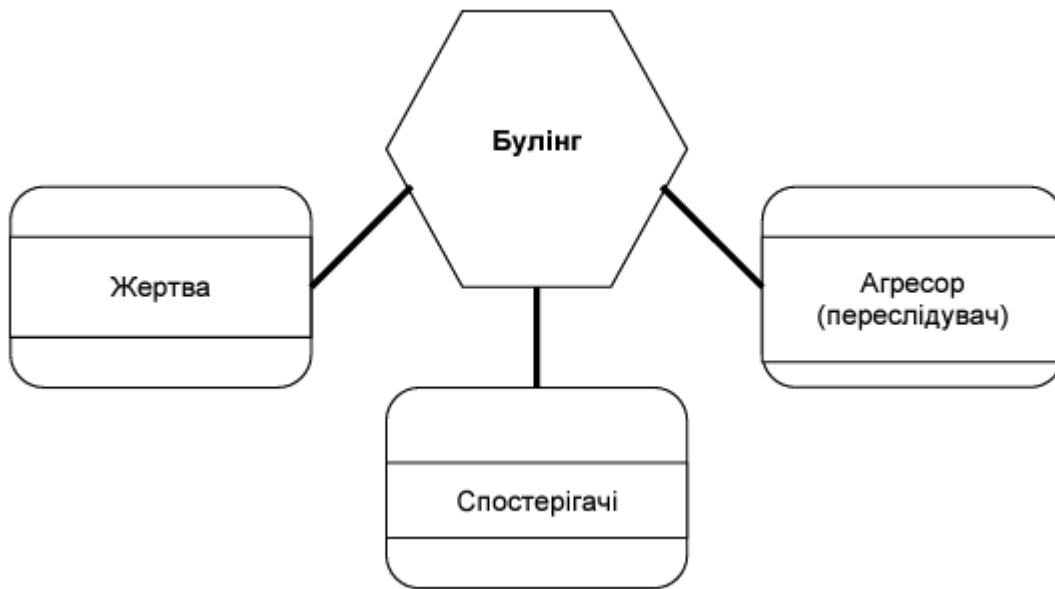 Булінг
Жертва
Агресор
(переслідувач)
Спостерігачі